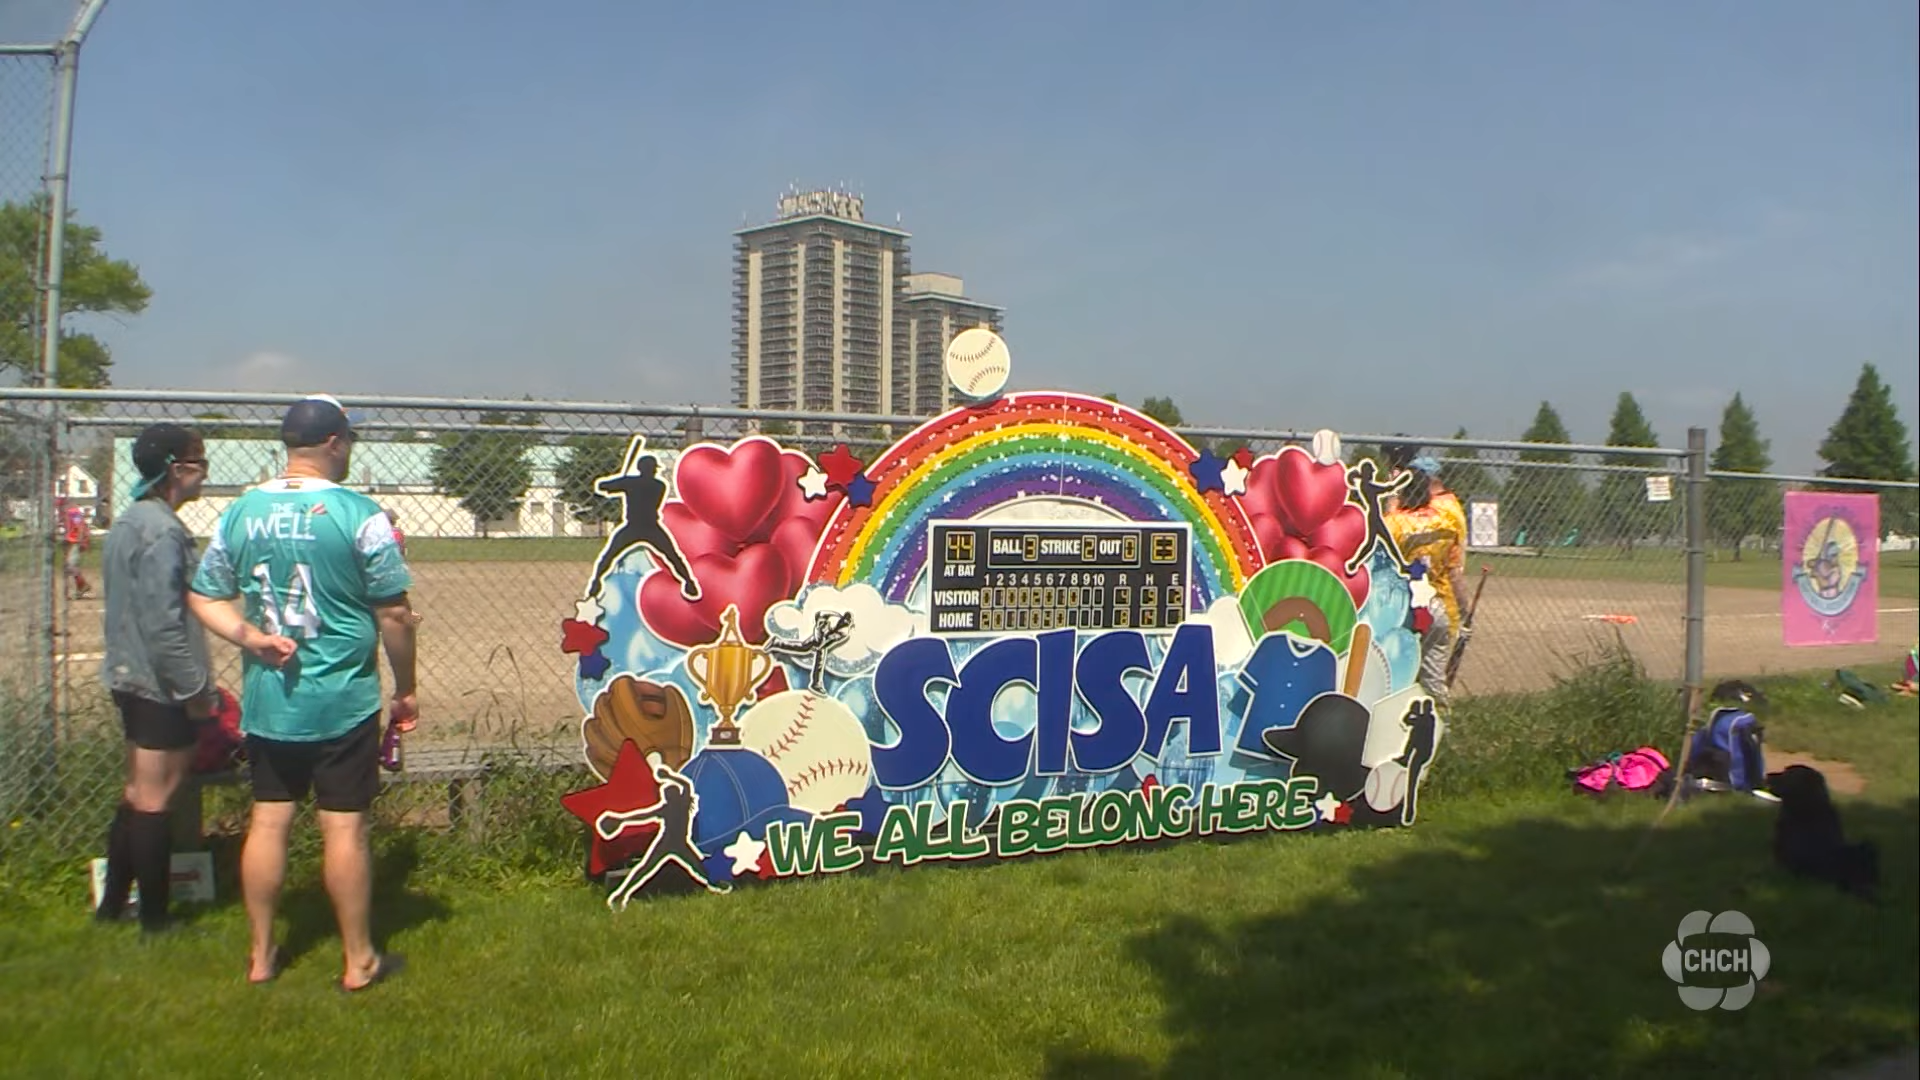 THE
WELL
14
44
BALL 3 STRIKE 2 OUT 0
AT BAT
1 2 3 4 5 6 7 8 9 10 R H E
VISITOR
HOME
SCISA
WE ALL BELONG HERE
CHCH